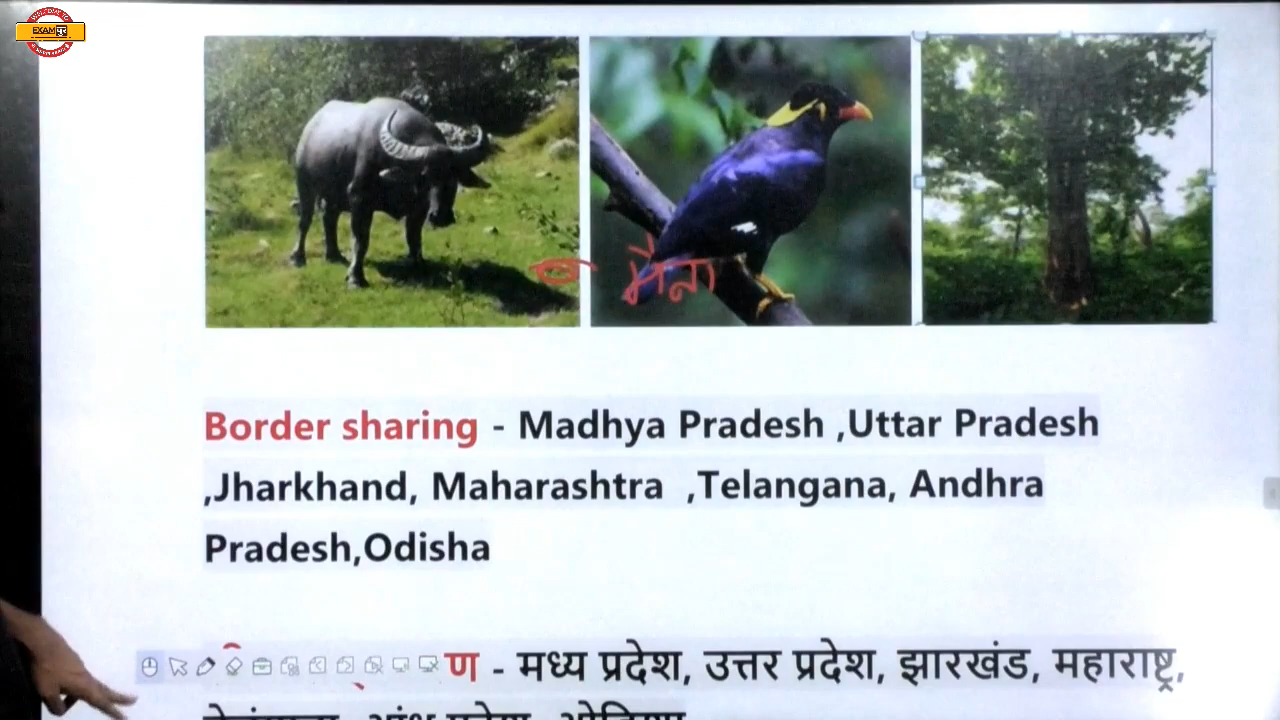 EXAM
मैना
Border sharing - Madhya Pradesh ,Uttar Pradesh
,Jharkhand, Maharashtra ,Telangana, Andhra
Pradesh,Odisha
ण - मध्य प्रदेश, उत्तर प्रदेश, झारखंड, महाराष्ट्र,